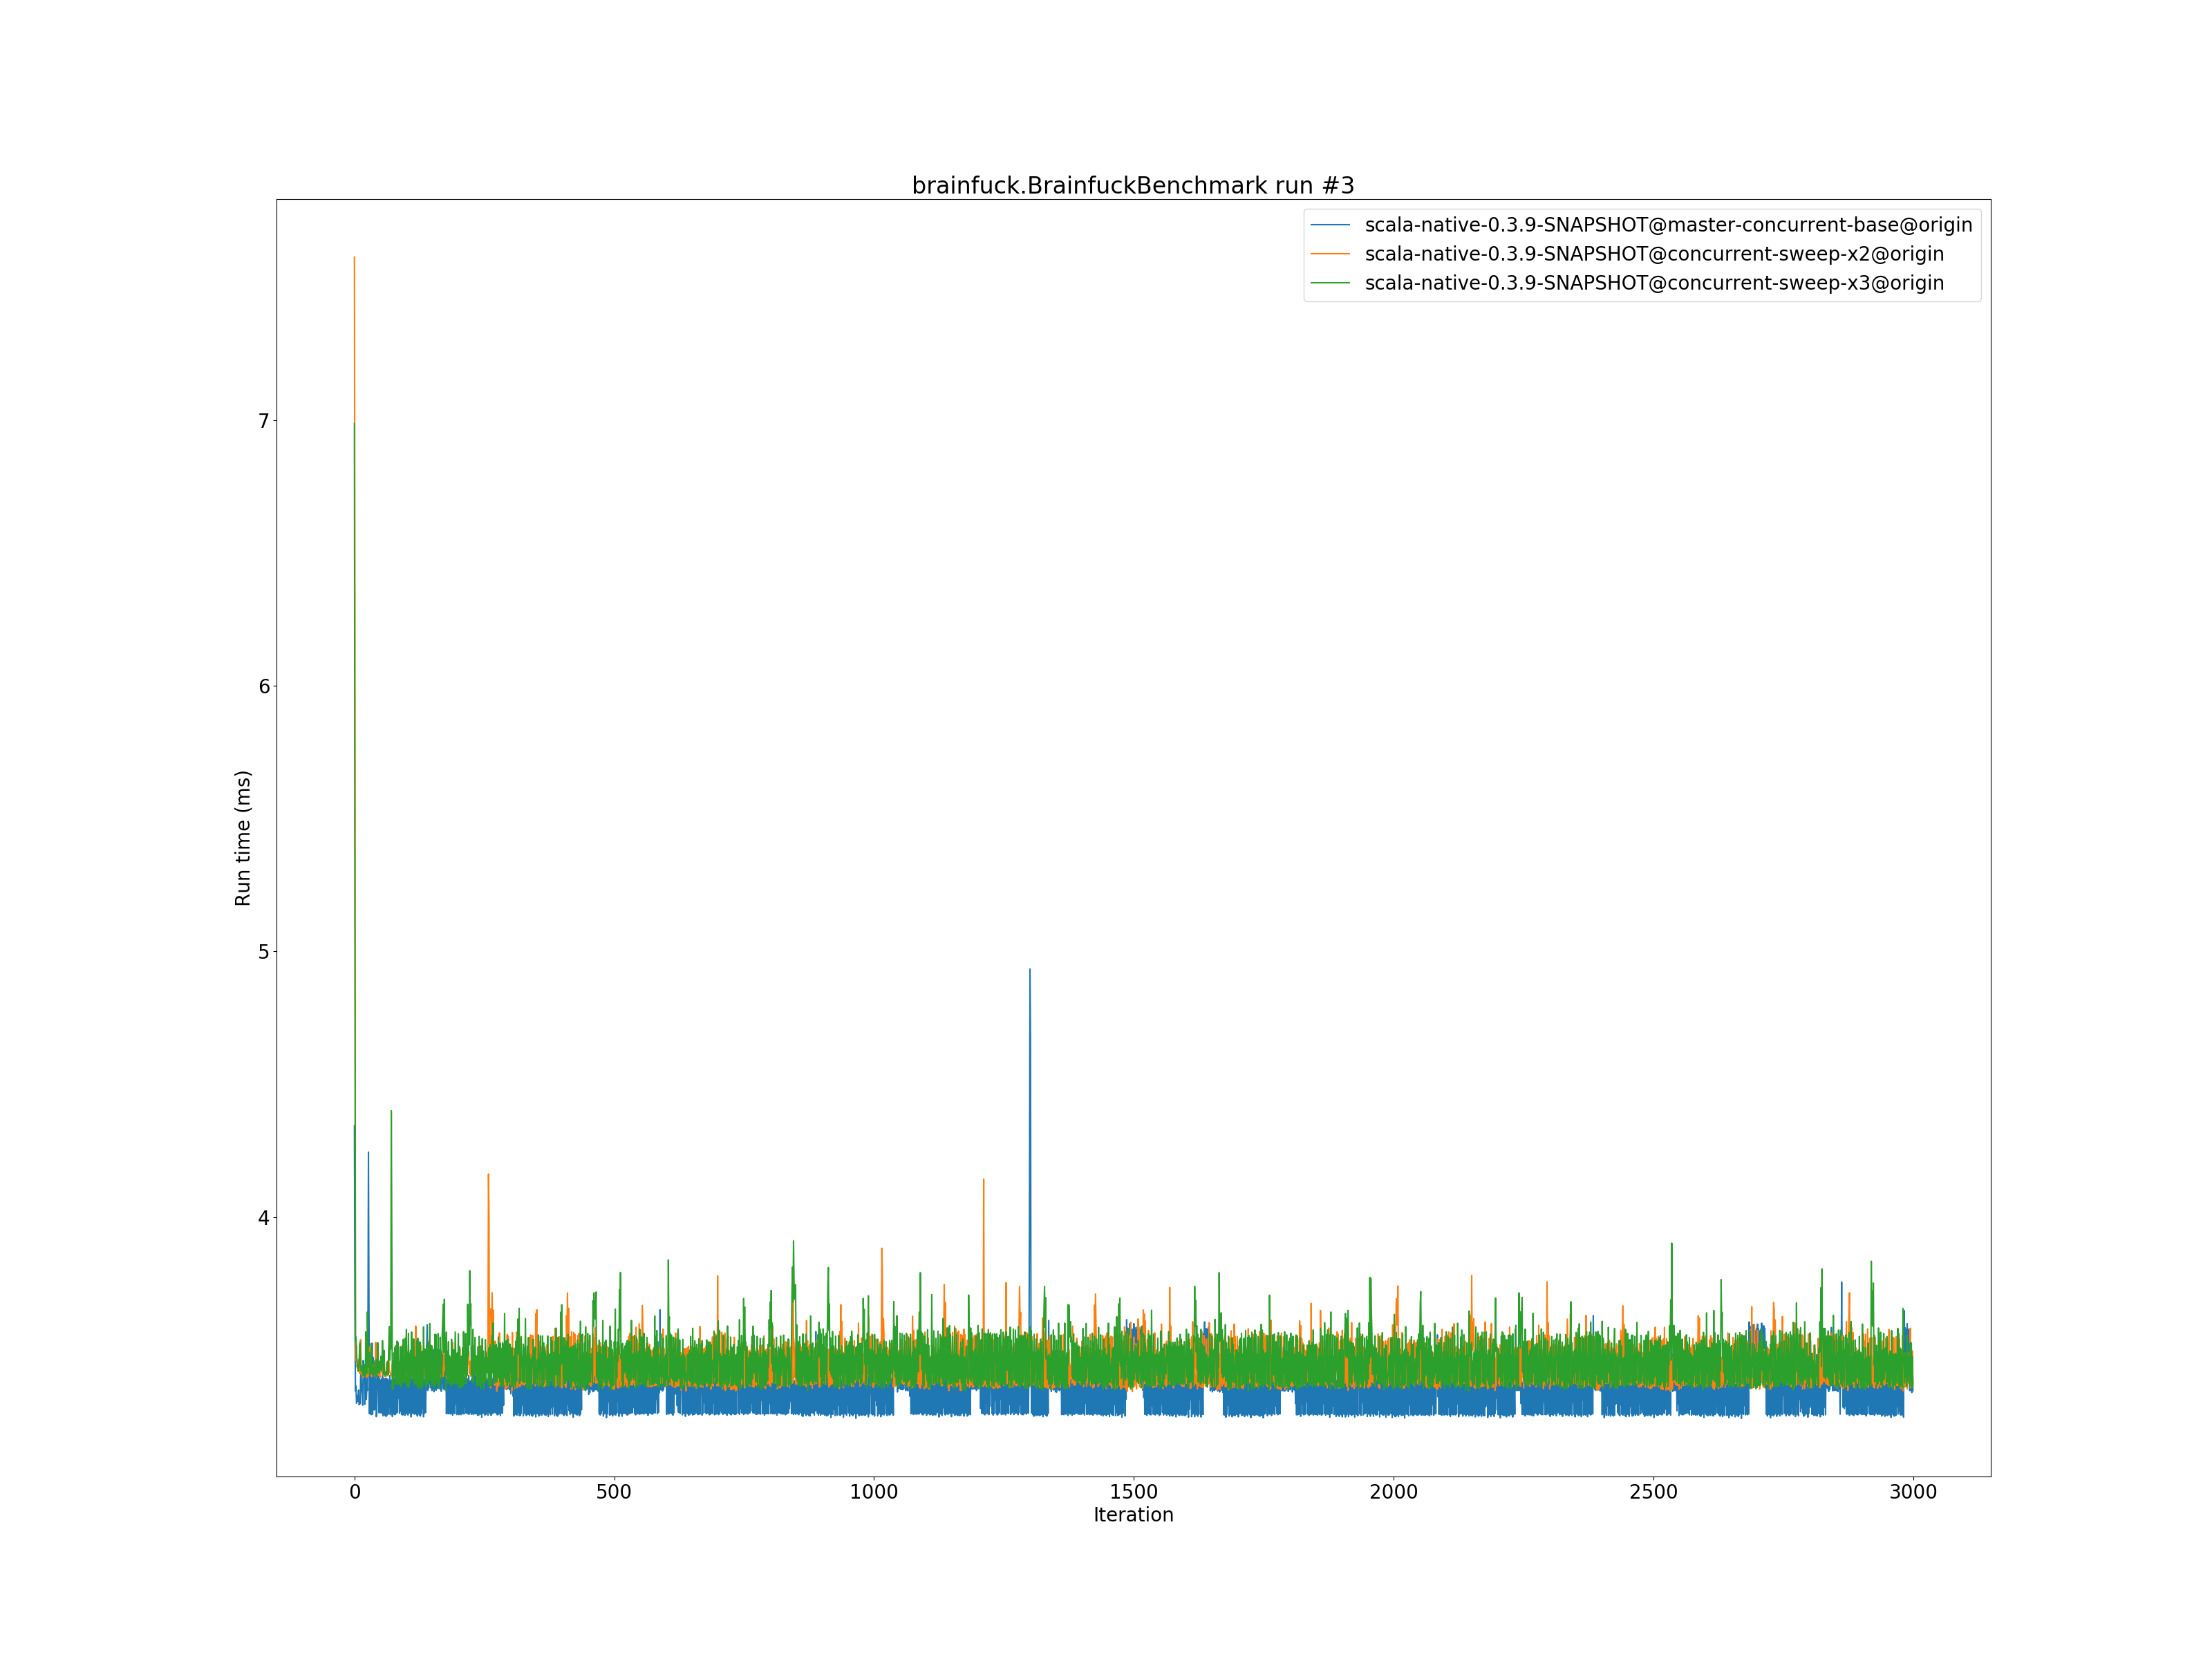 brainfuck.BrainfuckBenchmark run #3
scala-native-0.3.9-SNAPSHOT@master-concurrent-base@origin
scala-native-0.3.9-SNAPSHOT@concurrent-sweep-x2@origin
scala-native-0.3.9-SNAPSHOT@concurrent-sweep-x3@origin
7
6
5
4
Run time (ms)
0 500 1000 1500 2000 2500 3000
Iteration